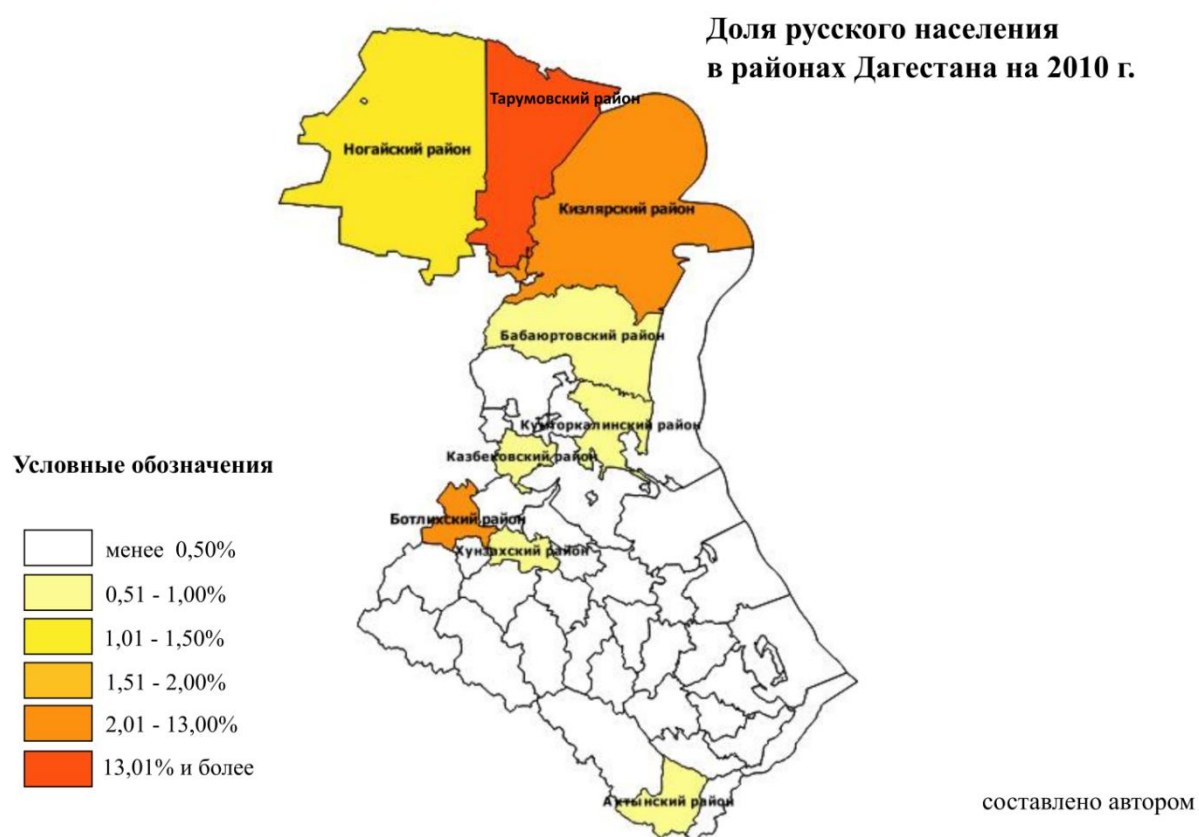 Доля русского населения
в районах Дагестана на 2010 г.
Тарумовский район
Ногайский район
Кизлярский район
Бабаюртовский район
Кумторкалинский район
Казбековский район
Ботлихский район
Хунзахский район
Ахтынский район
Условные обозначения
менее 0,50%
0,51 - 1,00%
1,01 - 1,50%
1,51 - 2,00%
2,01 - 13,00%
13,01% и более
составлено автором